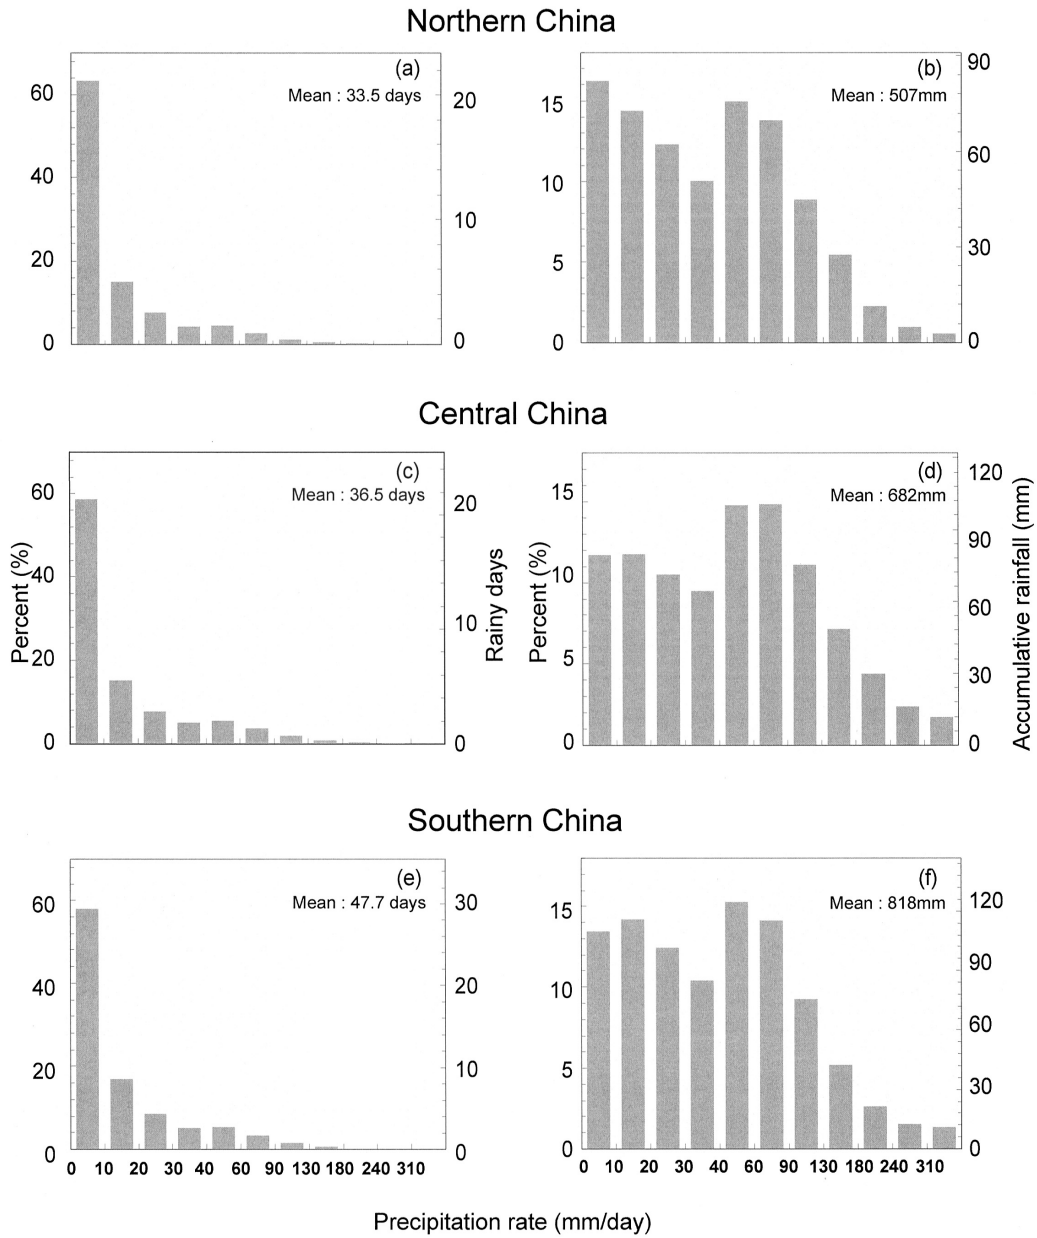 Northern China
(a)
Mean : 33.5 days
60
40
20
0
20
10
0
(b)
Mean : 507mm
15
10
5
0
90
60
30
0
Central China
(c)
Mean : 36.5 days
60
40
20
0
Percent (%)
20
10
0
Rainy days
(d)
Mean : 682mm
15
10
5
0
Percent (%)
120
90
60
30
0
Accumulative rainfall (mm)
Southern China
(e)
Mean : 47.7 days
60
40
20
0
30
20
10
0
0 10 20 30 40 60 90 130 180 240 310
(f)
Mean : 818mm
15
10
5
0
120
90
60
30
0
0 10 20 30 40 60 90 130 180 240 310
Precipitation rate (mm/day)